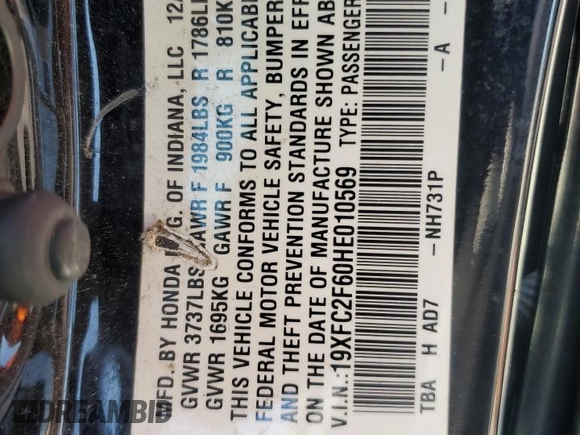 MFD. BY HONDA MFG. OF INDIANA, LLC 12
GVWR 3737LBS GAWR F 1984LBS R 1786LB
GVWR 1695KG GAWR F 900KG R 810K
THIS VEHICLE CONFORMS TO ALL APPLICABL
FEDERAL MOTOR VEHICLE SAFETY, BUMPER
AND THEFT PREVENTION STANDARDS IN EFF
ON THE DATE OF MANUFACTURE SHOWN AB
V.I.N.:19XFC2F60HE010569 TYPE: PASSENGER
TBA H AD7 -NH731P -A -
DREAMBID